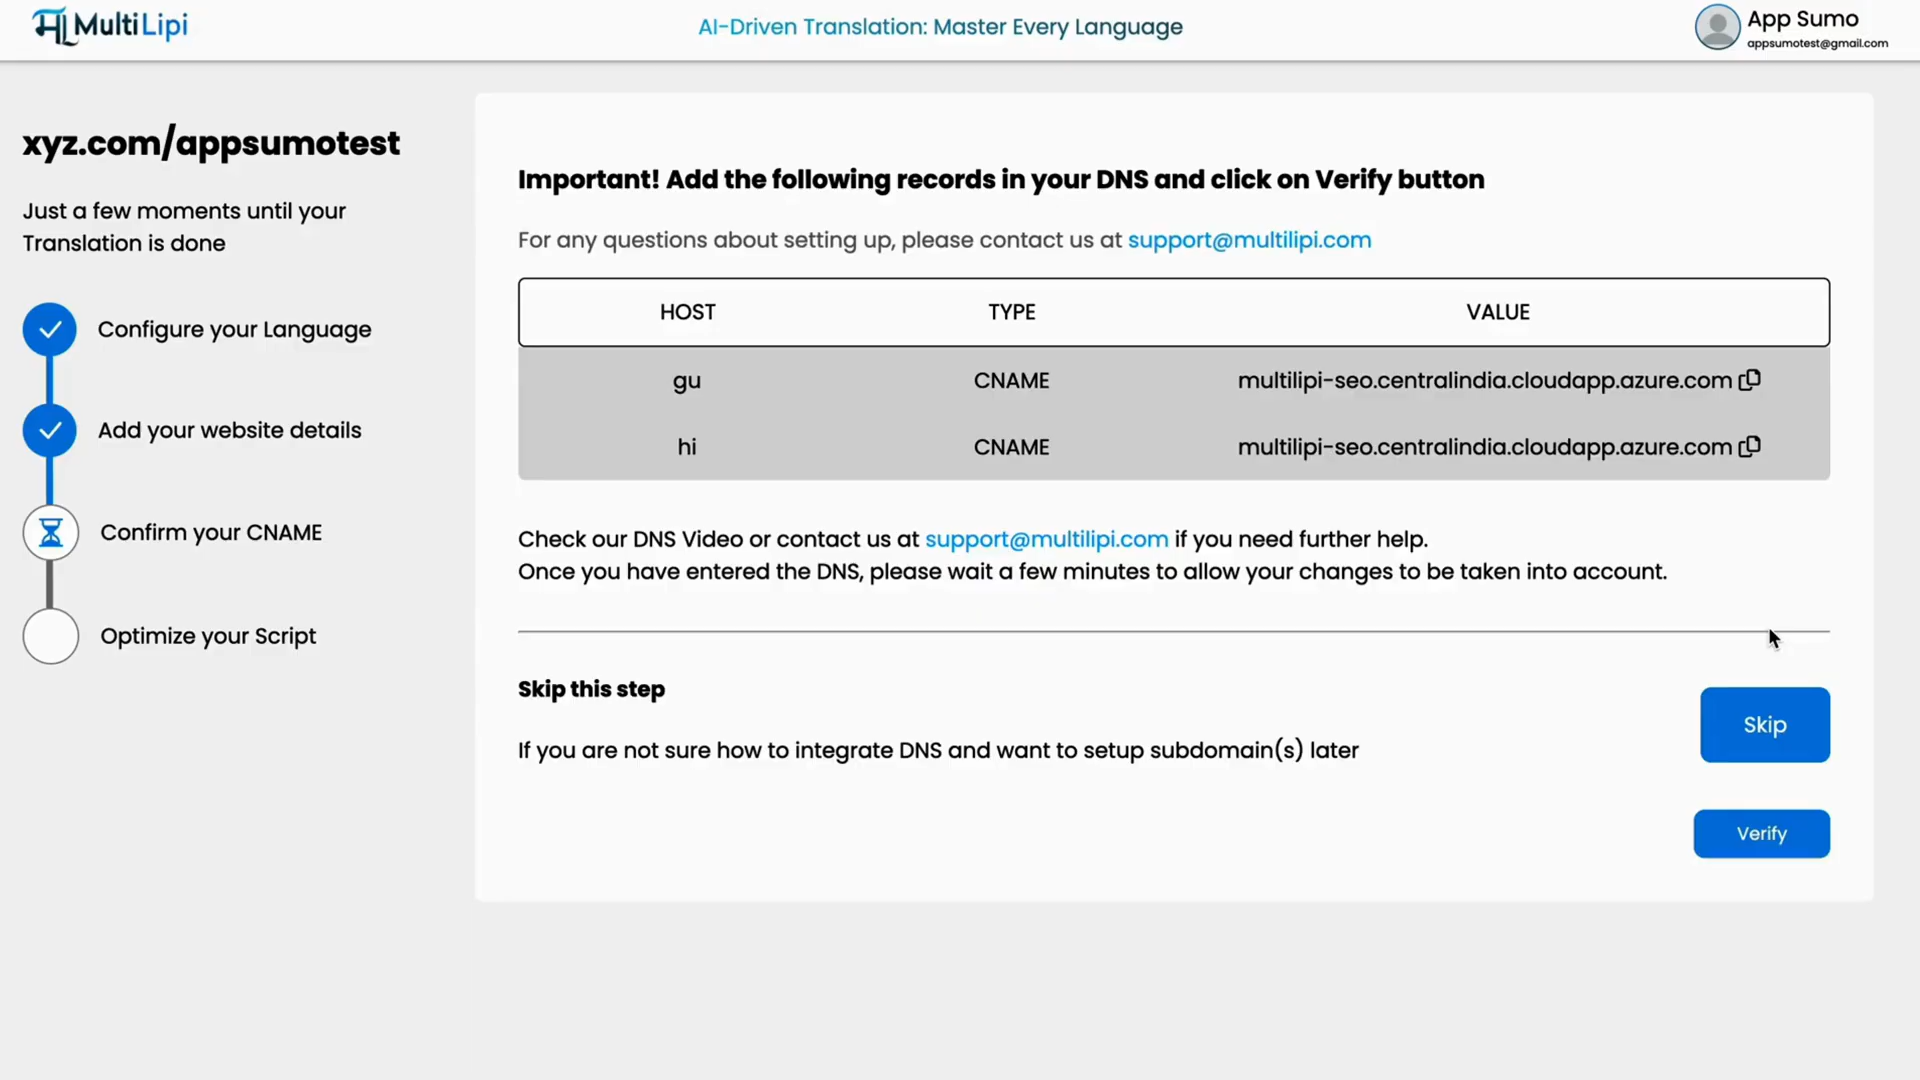 MultiLipi
AI-Driven Translation: Master Every Language
App Sumo
appsumotest@gmail.com
xyz.com/appsumotest
Just a few moments until your
Translation is done
Configure your Language
Add your website details
Confirm your CNAME
Optimize your Script
Important! Add the following records in your DNS and click on Verify button
For any questions about setting up, please contact us at support@multilipi.com
HOST TYPE VALUE
gu CNAME multilipi-seo.centralindia.cloudapp.azure.com
hi CNAME multilipi-seo.centralindia.cloudapp.azure.com
Check our DNS Video or contact us at support@multilipi.com if you need further help.
Once you have entered the DNS, please wait a few minutes to allow your changes to be taken into account.
Skip this step
Skip
If you are not sure how to integrate DNS and want to setup subdomain(s) later
Verify